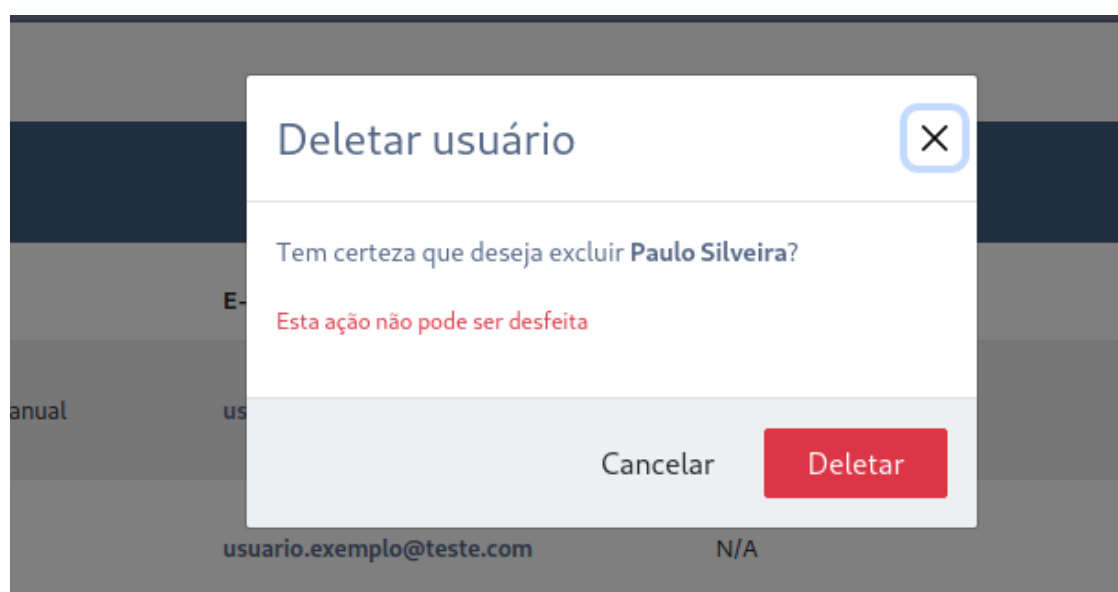 Deletar usuário
Tem certeza que deseja excluir Paulo Silveira?
E-
Esta ação não pode ser desfeita
anual
us
Cancelar
Deletar
usuario.exemplo@teste.com
N/A